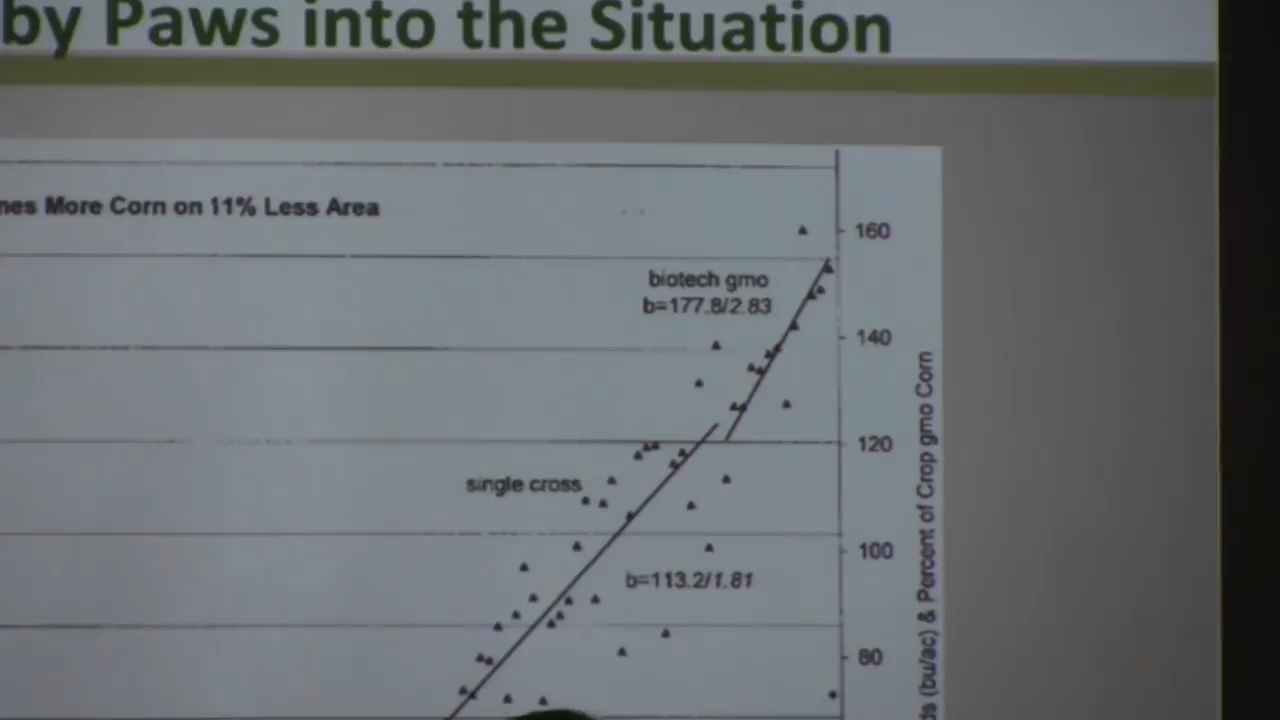 by Paws into the Situation
nes More Corn on 11% Less Area
160
biotech gmo
b=177.8/2.83
140
120
single cross
100
b=113.2/1.81
80
ds (bu/ac) & Percent of Crop gmo Corn